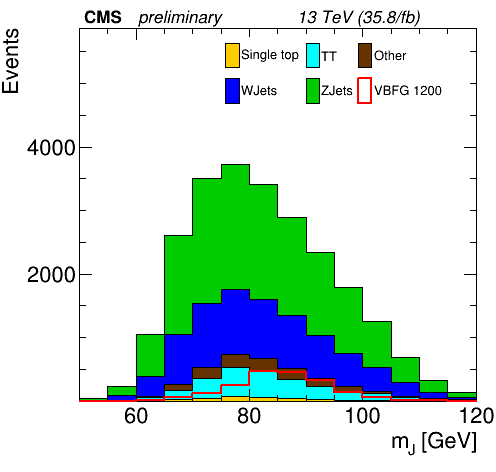 CMS preliminary 13 TeV (35.8/fb)
Events
Single top TT Other
WJets ZJets VBFG 1200
4000
2000
60 80 100 120
m_J [GeV]